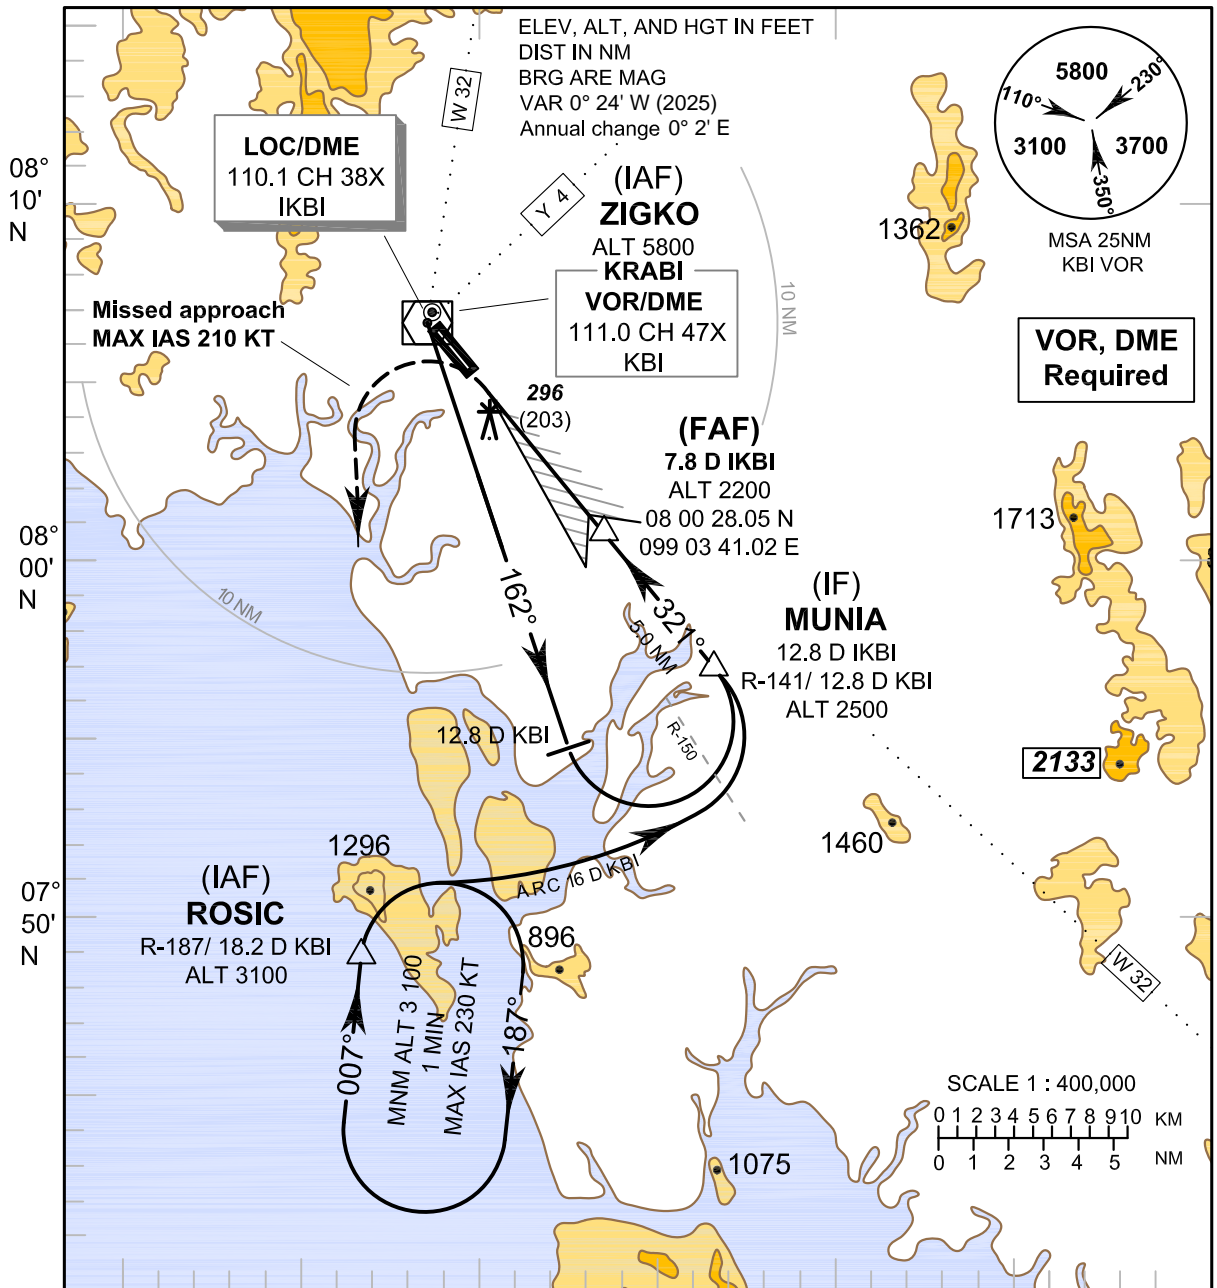 ELEV, ALT, AND HGT IN FEET
DIST IN NM
BRG ARE MAG
VAR 0° 24' W (2025)
Annual change 0° 2' E
W 32
Y 4
LOC/DME
110.1 CH 38X
IKBI
(IAF)
ZIGKO
ALT 5800
KRABI
VOR/DME
111.0 CH 47X
KBI
5800
110°
230°
3100
3700
350°
MSA 25NM
KBI VOR
1362
08°
10'
N
10 NM
Missed approach
MAX IAS 210 KT
VOR, DME
Required
296
(203)
(FAF)
7.8 D IKBI
ALT 2200
08 00 28.05 N
099 03 41.02 E
1713
08°
00'
N
10 NM
162°
321°
5.0 NM
(IF)
MUNIA
12.8 D IKBI
R-141/ 12.8 D KBI
ALT 2500
12.8 D KBI
R-150
2133
1460
1296
ARC 16 D KBI
07°
50'
N
(IAF)
ROSIC
R-187/ 18.2 D KBI
ALT 3100
896
W 32
007°
MNM ALT 3 100
1 MIN
MAX IAS 230 KT
187°
1075
SCALE 1 : 400,000
0 1 2 3 4 5 6 7 8 9 10 KM
0 1 2 3 4 5 NM